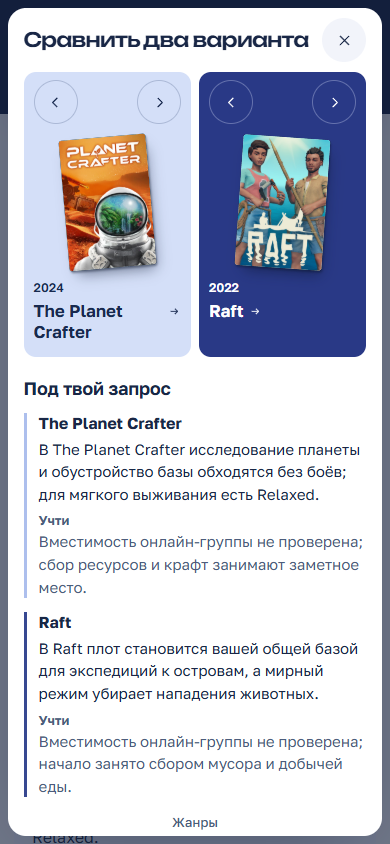 Сравнить два варианта
PLANET
CRAFTER
RAFT
2024
The Planet
Crafter
2022
Raft
Под твой запрос
The Planet Crafter
В The Planet Crafter исследование планеты
и обустройство базы обходятся без боёв;
для мягкого выживания есть Relaxed.
Учти
Вместимость онлайн-группы не проверена;
сбор ресурсов и крафт занимают заметное
место.
Raft
В Raft плот становится вашей общей базой
для экспедиций к островам, а мирный
режим убирает нападения животных.
Учти
Вместимость онлайн-группы не проверена;
начало занято сбором мусора и добычей
еды.
Жанры
Relaxed.